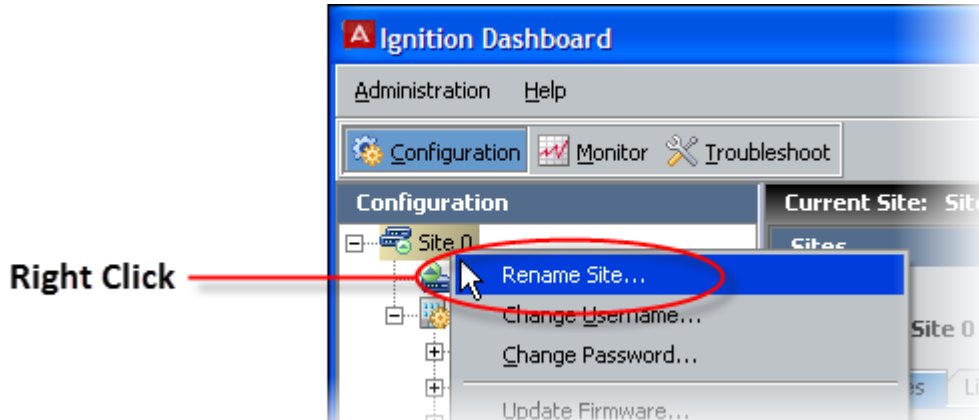 Ignition Dashboard
Administration Help
Configuration Monitor Troubleshoot
Configuration
Current Site:
Site 0
Sites
Right Click
Rename Site...
Change Username...
Site 0
Change Password...
Update Firmware...